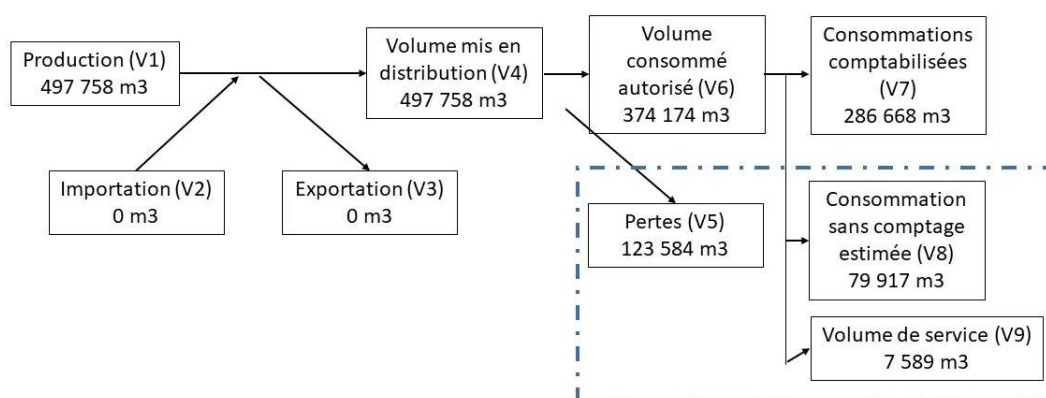 Production (V1)
497 758 m3
Volume mis en
distribution (V4)
497 758 m3
Volume
consommé
autorisé (V6)
374 174 m3
Consommations
comptabilisées
(V7)
286 668 m3
Importation (V2)
0 m3
Exportation (V3)
0 m3
Pertes (V5)
123 584 m3
Consommation
sans comptage
estimée (V8)
79 917 m3
Volume de service (V9)
7 589 m3